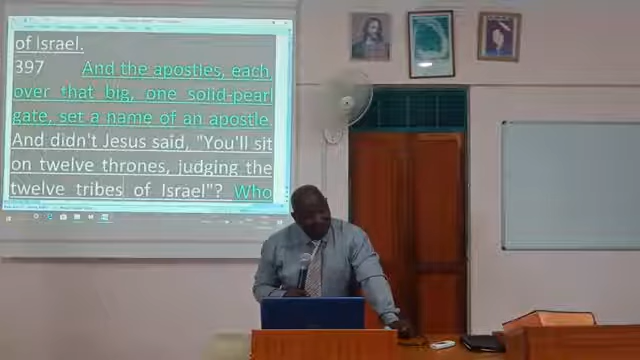 of Israel.
397 And the apostles, each,
over that big, one solid-pearl
gate, set a name of an apostle.
And didn't Jesus said, "You'll sit
on twelve thrones, judging the
twelve tribes of Israel"? Who